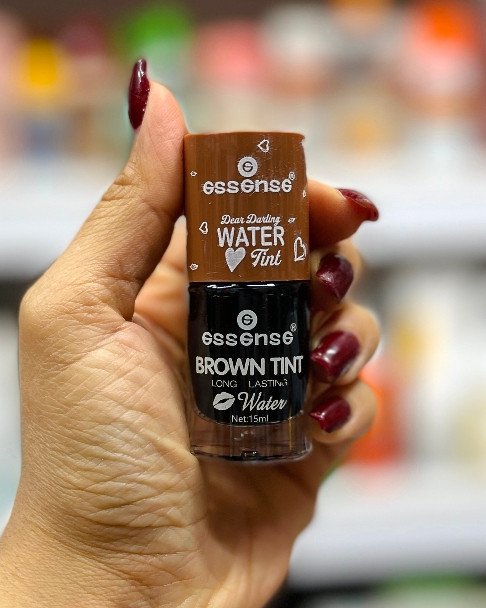 essense®
Dear Darling
WATER
Tint
essense®
BROWN TINT
LONG LASTING
Water
Net:15ml